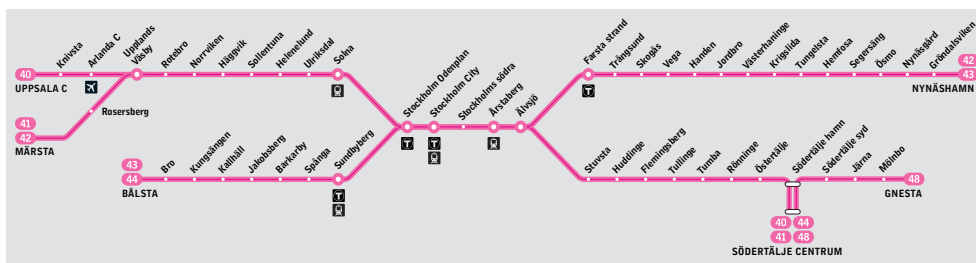 40
UPPSALA C
Knivsta
Arlanda C
Upplands
Väsby
Rotebro
Norrviken
Häggvik
Sollentuna
Helenelund
Ulriksdal
Solna
Rosersberg
41
42
MÄRSTA
43
44
BÅLSTA
Bro
Kungsängen
Kallhäll
Jakobsberg
Barkarby
Spånga
Sundbyberg
T
Stockholm Odenplan
T
Stockholm City
T
Stockholms södra
Årstaberg
Älvsjö
Farsta strand
T
Trångsund
Skogås
Vega
Handen
Jordbro
Västerhaninge
Krigslida
Tungelsta
Hemfosa
Segersäng
Ösmo
Nynäsgård
Gröndalsviken
42
43
NYNÄSHAMN
Stuvsta
Huddinge
Flemingsberg
Tullinge
Tumba
Rönninge
Östertälje
Södertälje hamn
Södertälje syd
Järna
Mölnbo
48
GNESTA
40 44
41 48
SÖDERTÄLJE CENTRUM